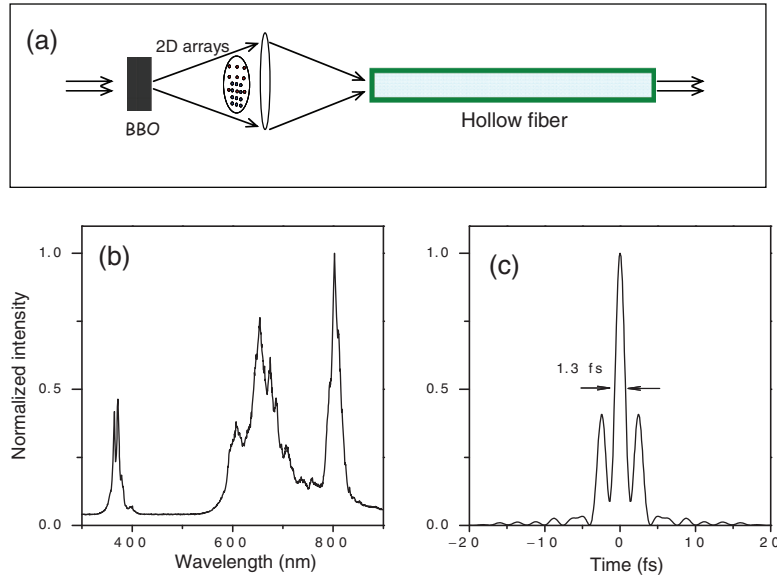 (a)
2D arrays
BBO
Hollow fiber
(b)
Normalized intensity
1.0
0.5
0.0
400 600 800
Wavelength (nm)
(c)
1.3 fs
1.0
0.5
0.0
−20 −10 0 10 20
Time (fs)